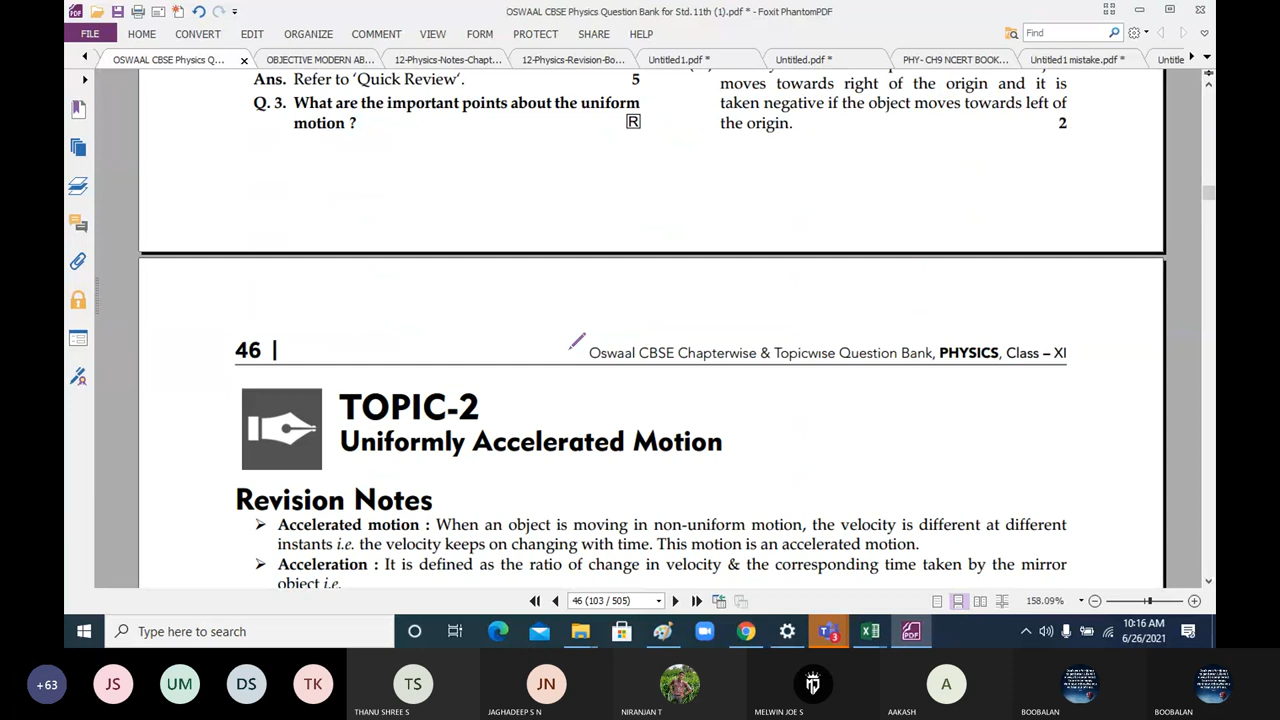 OSWAAL CBSE Physics Question Bank for Std.11th (1).pdf * - Foxit PhantomPDF
FILE HOME CONVERT EDIT ORGANIZE COMMENT VIEW FORM PROTECT SHARE HELP Find
OSWAAL CBSE Physics Q... OBJECTIVE MODERN AB... 12-Physics-Notes-Chapt... 12-Physics-Revision-Bo... Untitled1.pdf * Untitled.pdf * PHY- CH9 NCERT BOOK... Untitled1 mistake.pdf * Untitle
Ans. Refer to 'Quick Review'. 5
Q. 3. What are the important points about the uniform
motion ? R
moves towards right of the origin and it is
taken negative if the object moves towards left of
the origin. 2
46 | Oswaal CBSE Chapterwise & Topicwise Question Bank, PHYSICS, Class – XI
TOPIC-2
Uniformly Accelerated Motion
Revision Notes
➢ Accelerated motion : When an object is moving in non-uniform motion, the velocity is different at different
instants i.e. the velocity keeps on changing with time. This motion is an accelerated motion.
➢ Acceleration : It is defined as the ratio of change in velocity & the corresponding time taken by the mirror
object i.e.
46 (103 / 505) 158.09%
Type here to search 3 10:16 AM
6/26/2021
+63 JS UM DS TK TS JN A
THANU SHREE S JAGHADEEP S N NIRANJAN T MELWIN JOE S AAKASH BOOBALAN BOOBALAN